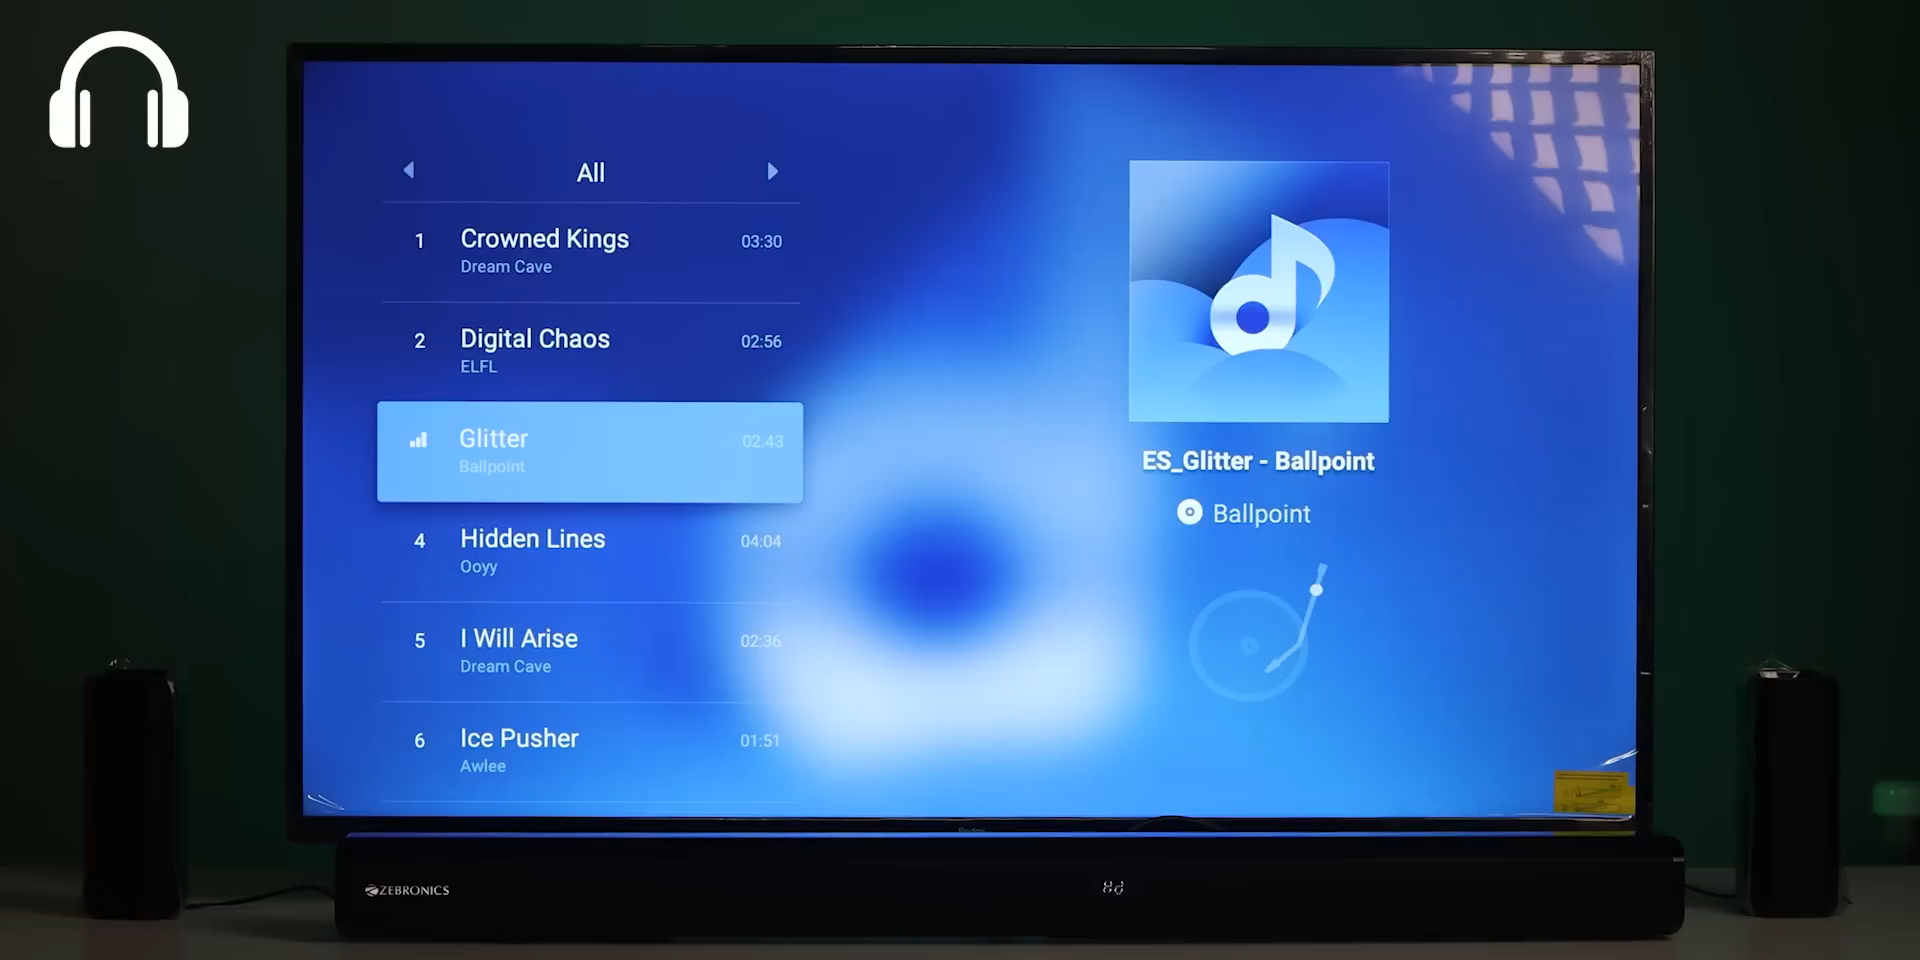 All
1 Crowned Kings 03:30
Dream Cave
2 Digital Chaos 02:56
ELFL
Glitter 02:43
Ballpoint
4 Hidden Lines 04:04
Ooyy
5 I Will Arise 02:36
Dream Cave
6 Ice Pusher 01:51
Awlee
ES_Glitter - Ballpoint
Ballpoint
Redmi
ZEBRONICS